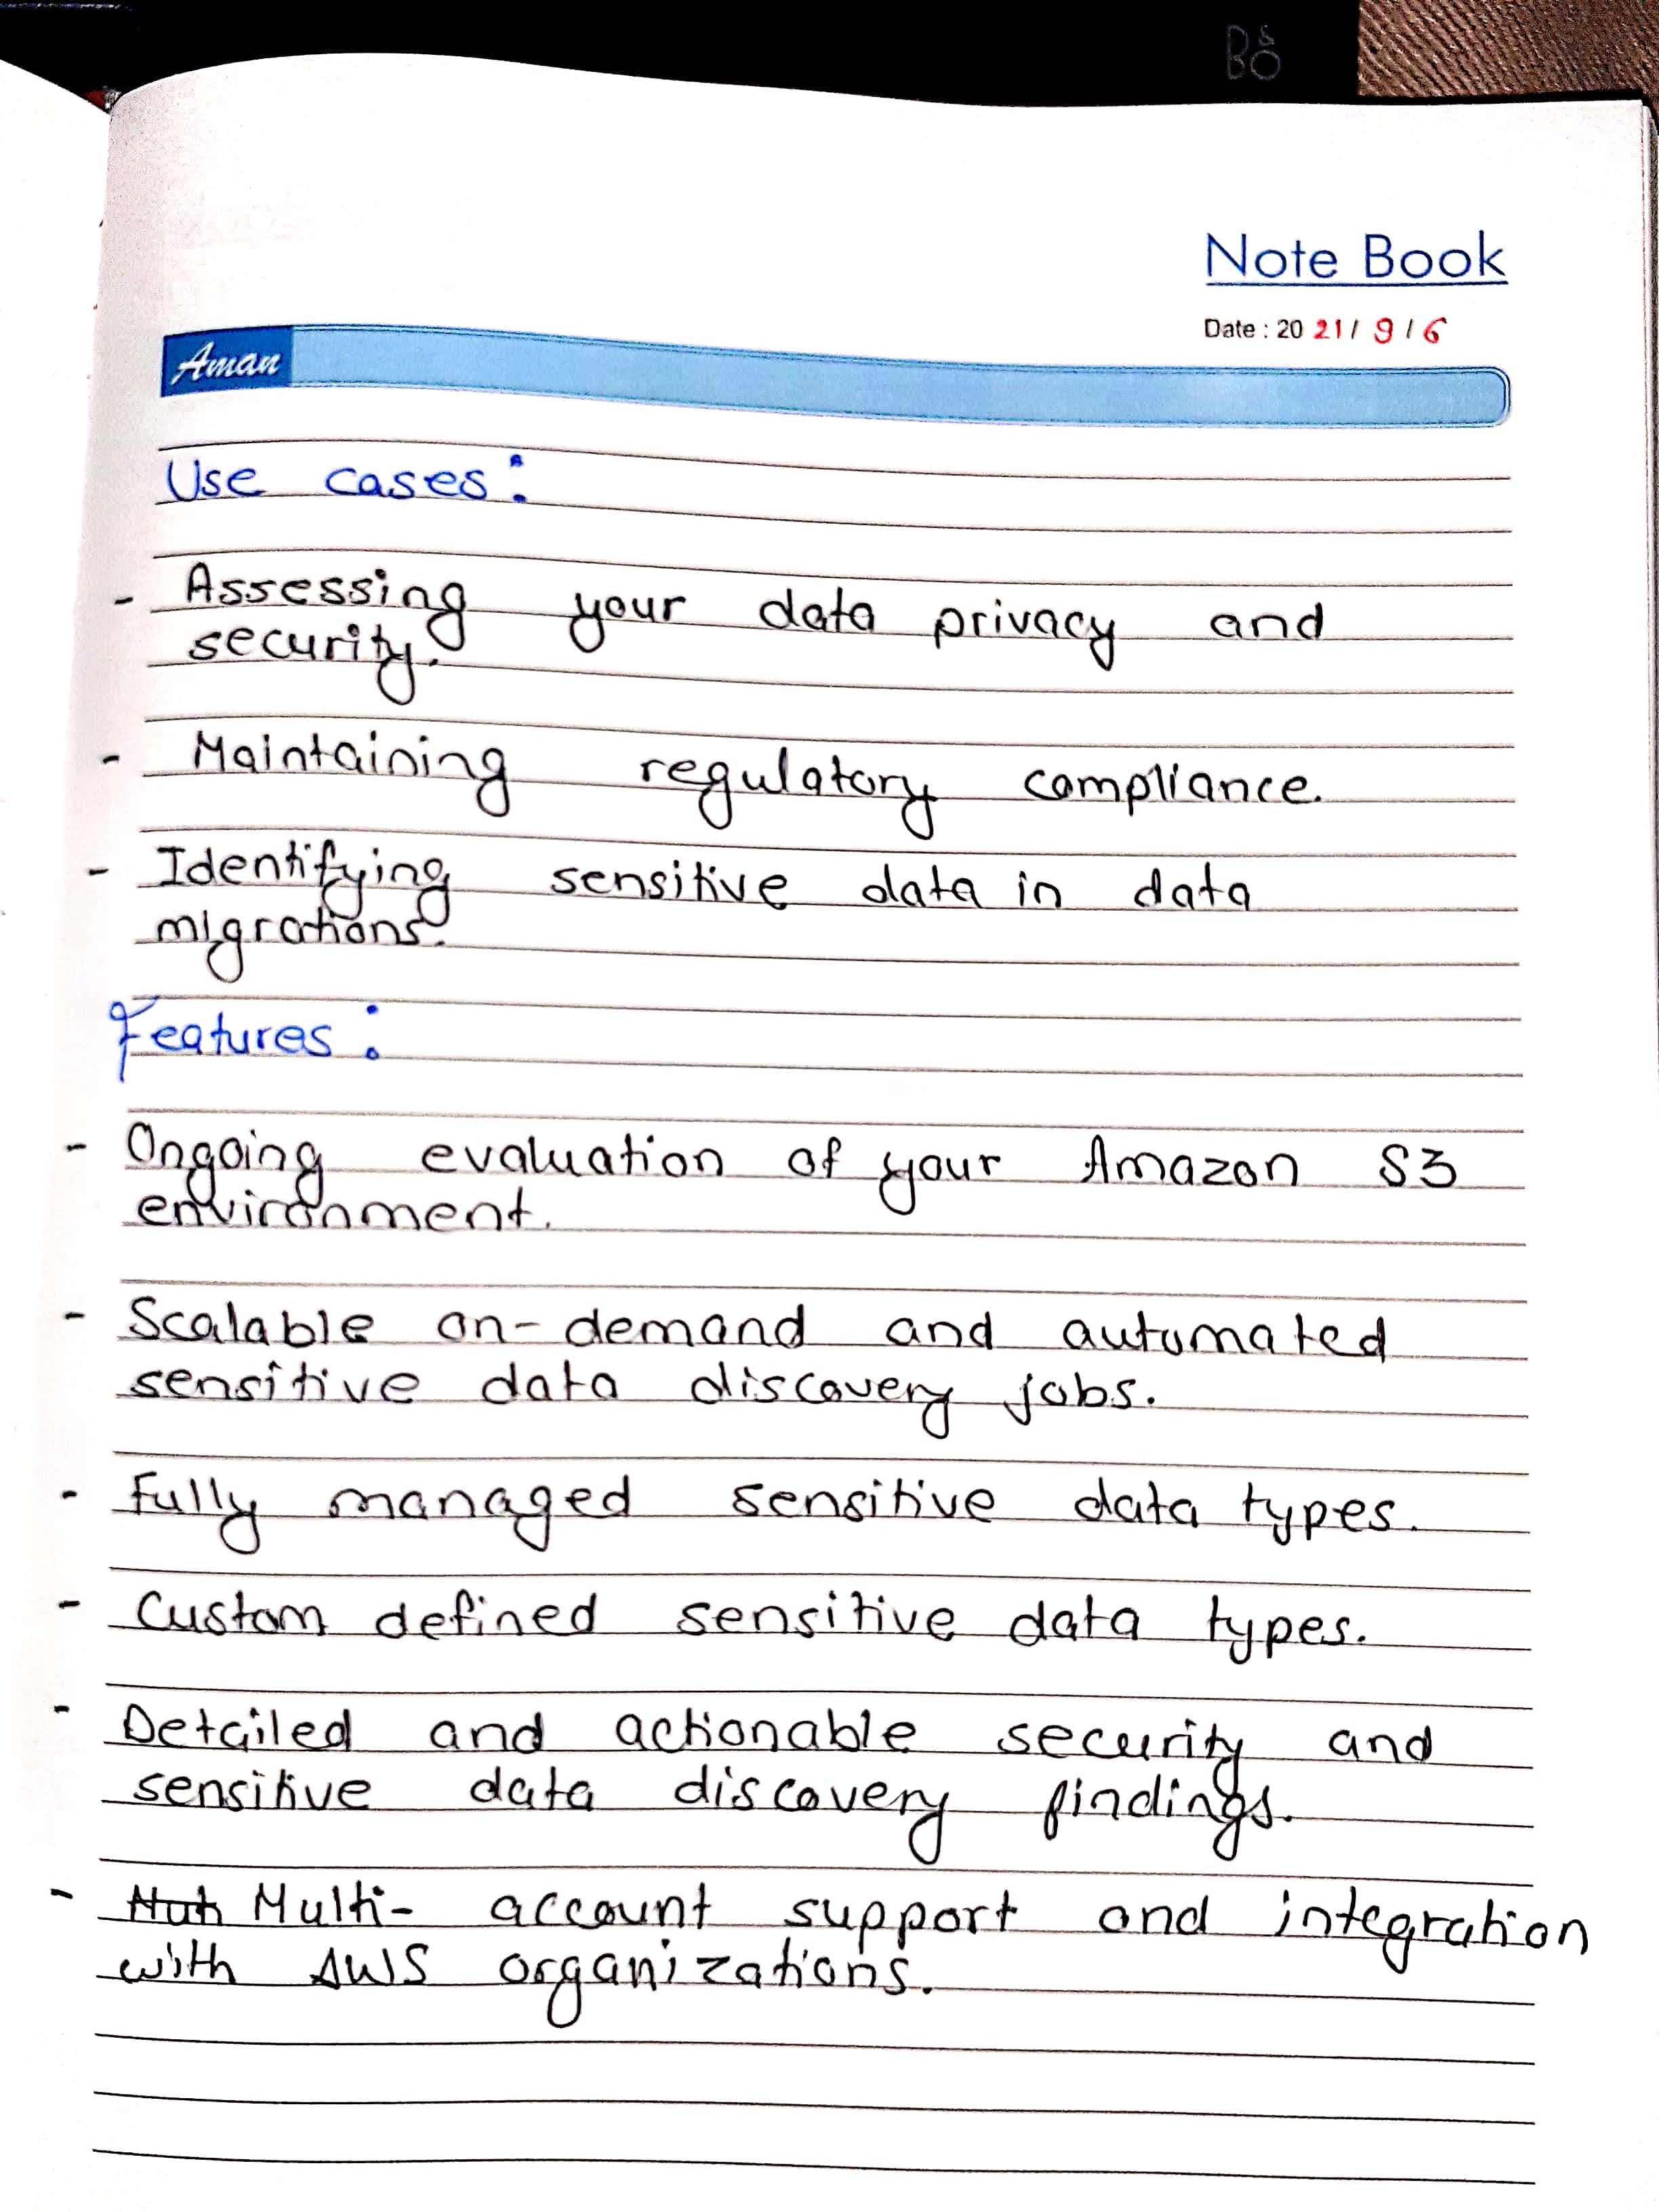 B&O
Note Book
Date : 20 21 / 9 / 6
Aman
Use cases:
- Assessing your data privacy and
security.
- Maintaining regulatory compliance.
- Identifying sensitive data in data
migrations.
Features:
- Ongoing evaluation of your Amazon S3
environment.
- Scalable on-demand and automated
sensitive data discovery jobs.
- Fully managed sensitive data types.
- Custom defined sensitive data types.
- Detailed and actionable security and
sensitive data discovery findings.
- Multi- account support and integration
with AWS organizations.